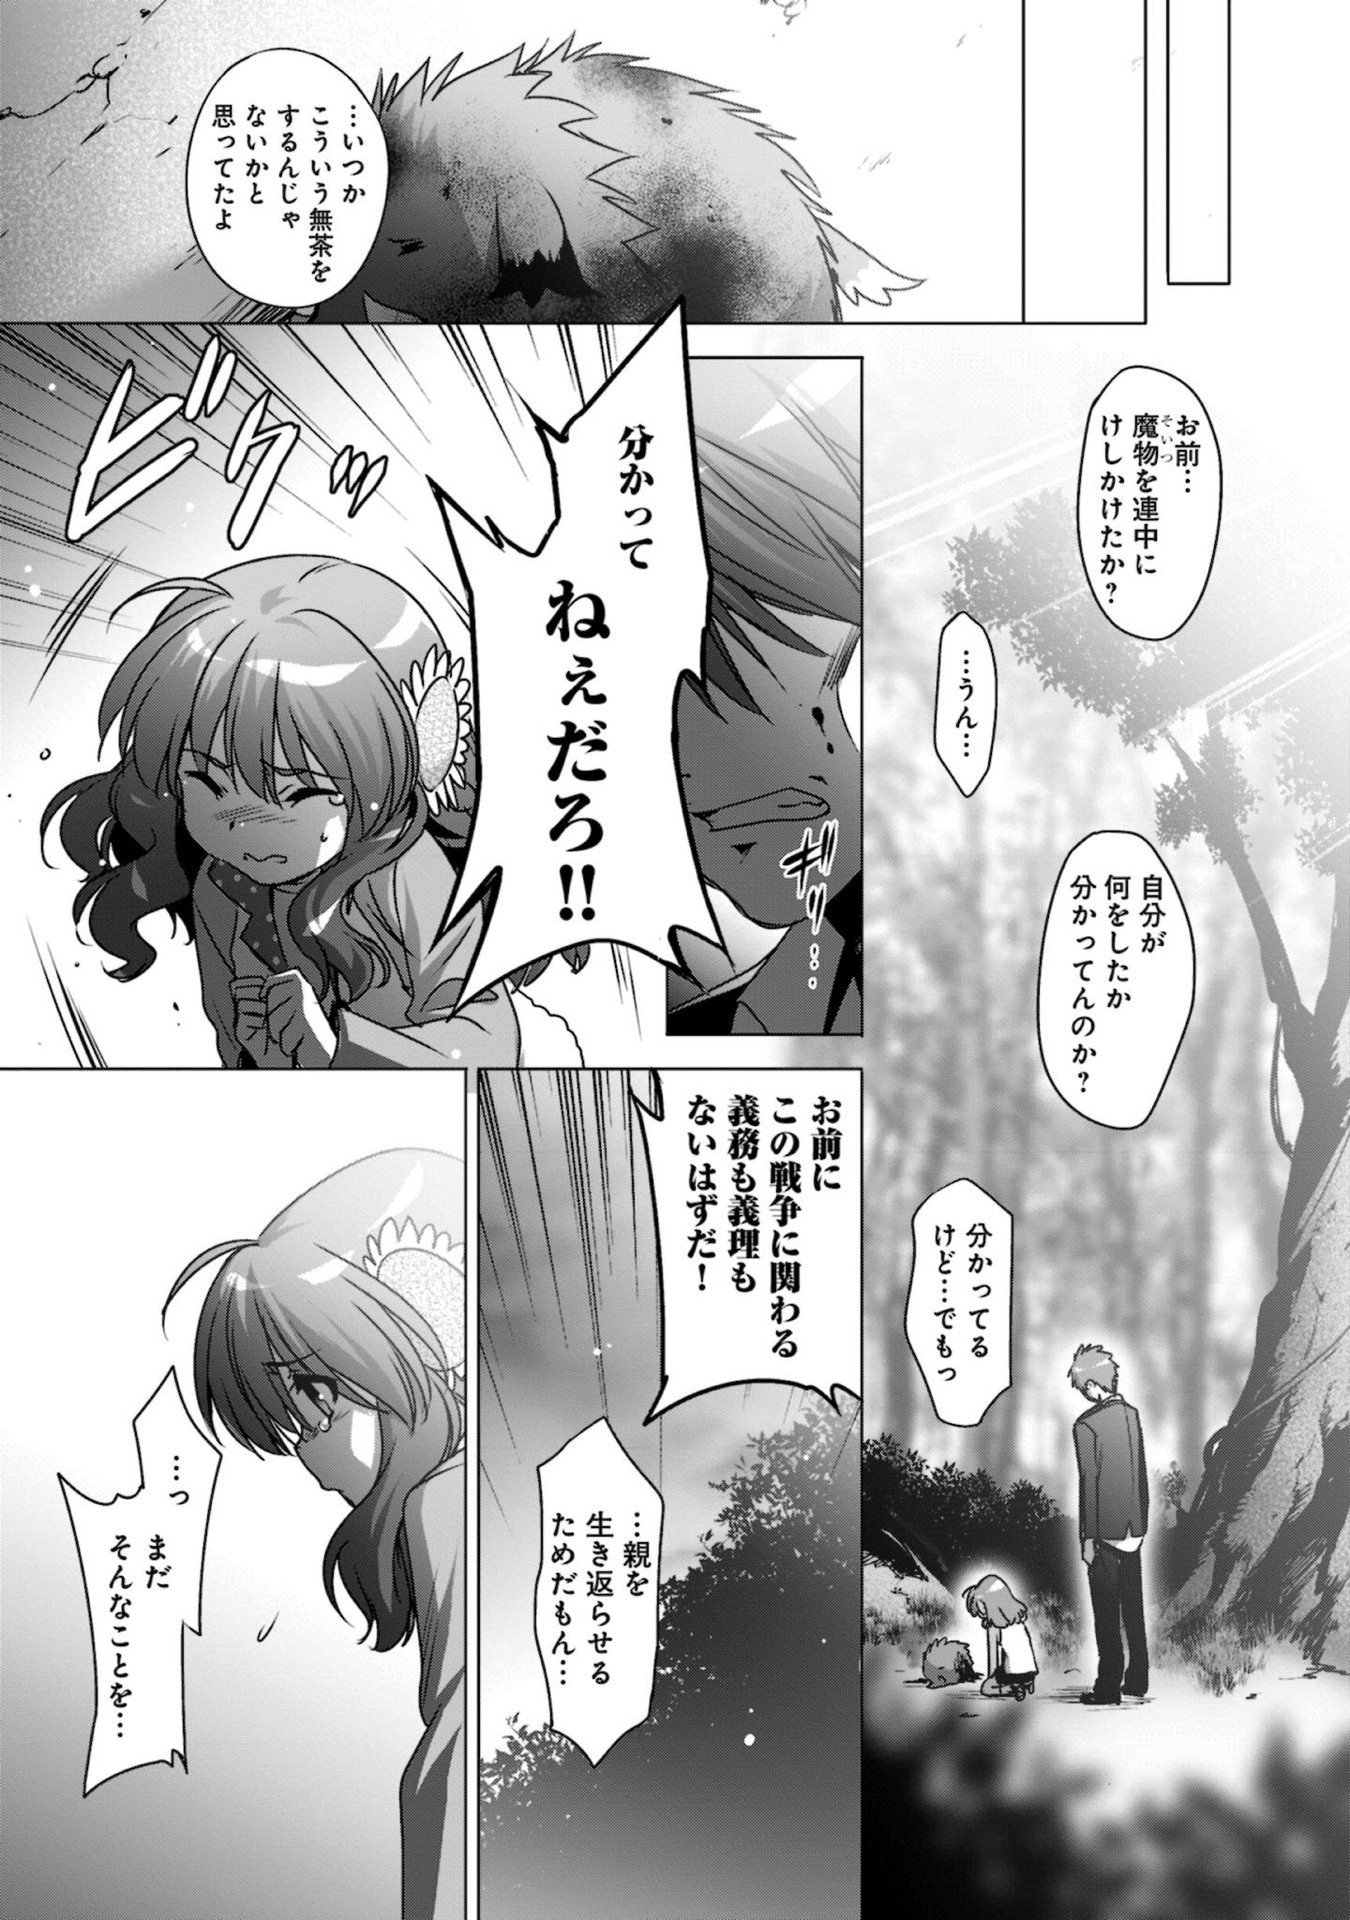 …いつか
こういう無茶を
するんじゃ
ないかと
思ってたよ
お前…
魔物を連中に
そいつ
けしかけたか？
…うん…
自分が
何をしたか
分かってんのか？
分かってる
けど…でもっ
ギリッ…
分かって
ねぇだろ!!
ビクッ
お前に
この戦争に関わる
義務も義理も
ないはずだ！
…親を
生き返らせる
ためだもん…
…っ
まだ
そんなことを…